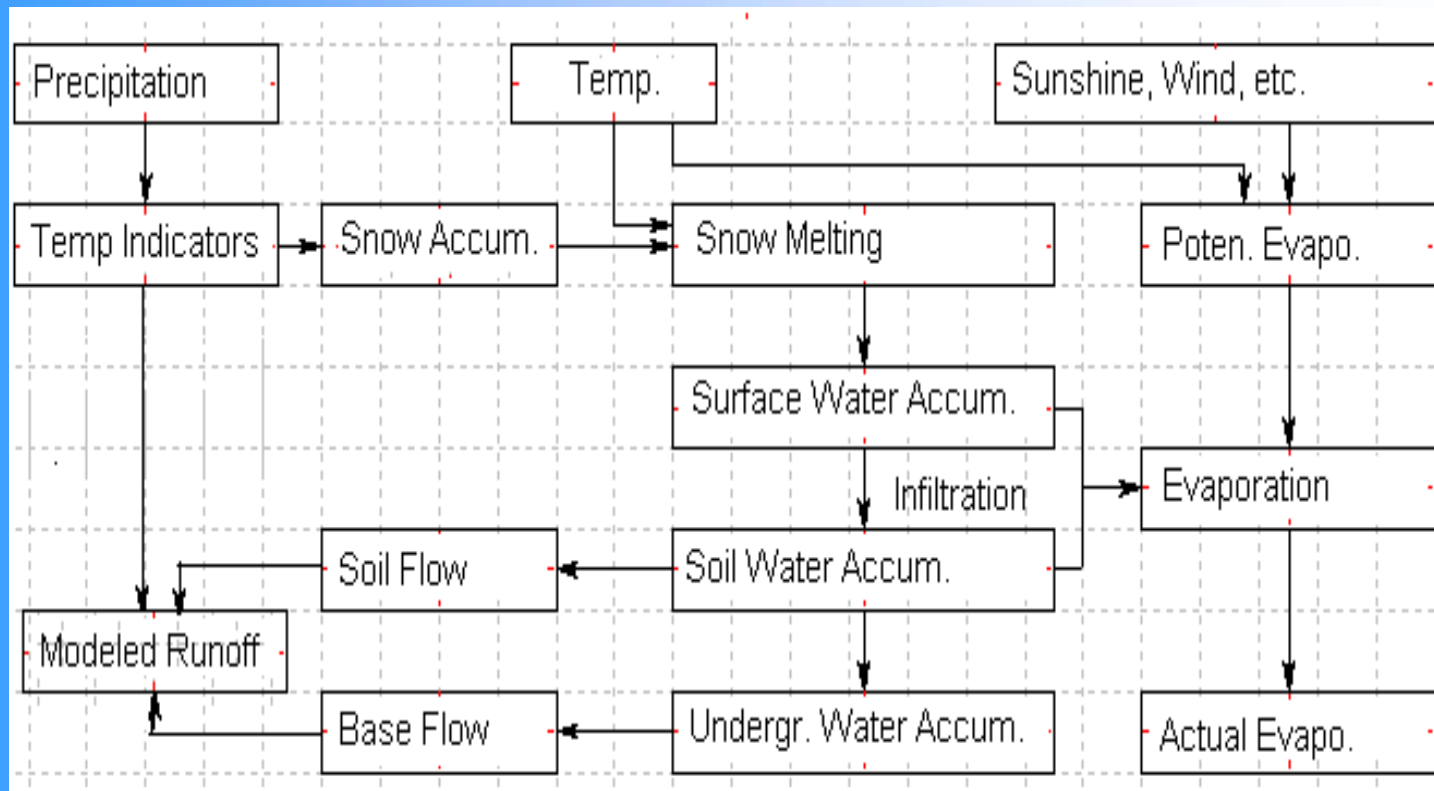 Precipitation
Temp.
Sunshine, Wind, etc.
Temp Indicators
Snow Accum.
Snow Melting
Poten. Evapo.
Surface Water Accum.
Infiltration
Evaporation
Soil Flow
Soil Water Accum.
Modeled Runoff
Base Flow
Undergr. Water Accum.
Actual Evapo.